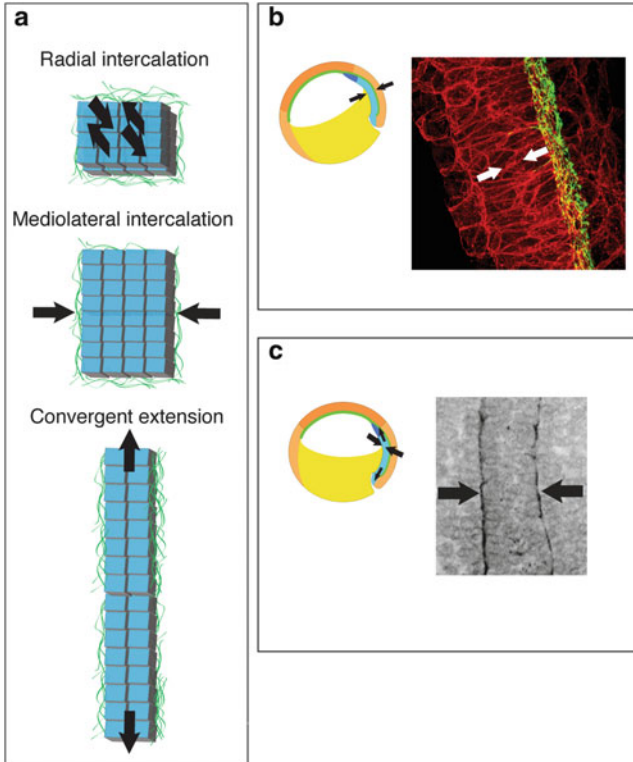 a
Radial intercalation
Mediolateral intercalation
Convergent extension
b
c